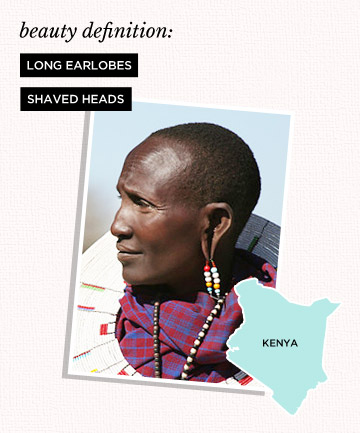 beauty definition:
LONG EARLOBES
SHAVED HEADS
KENYA